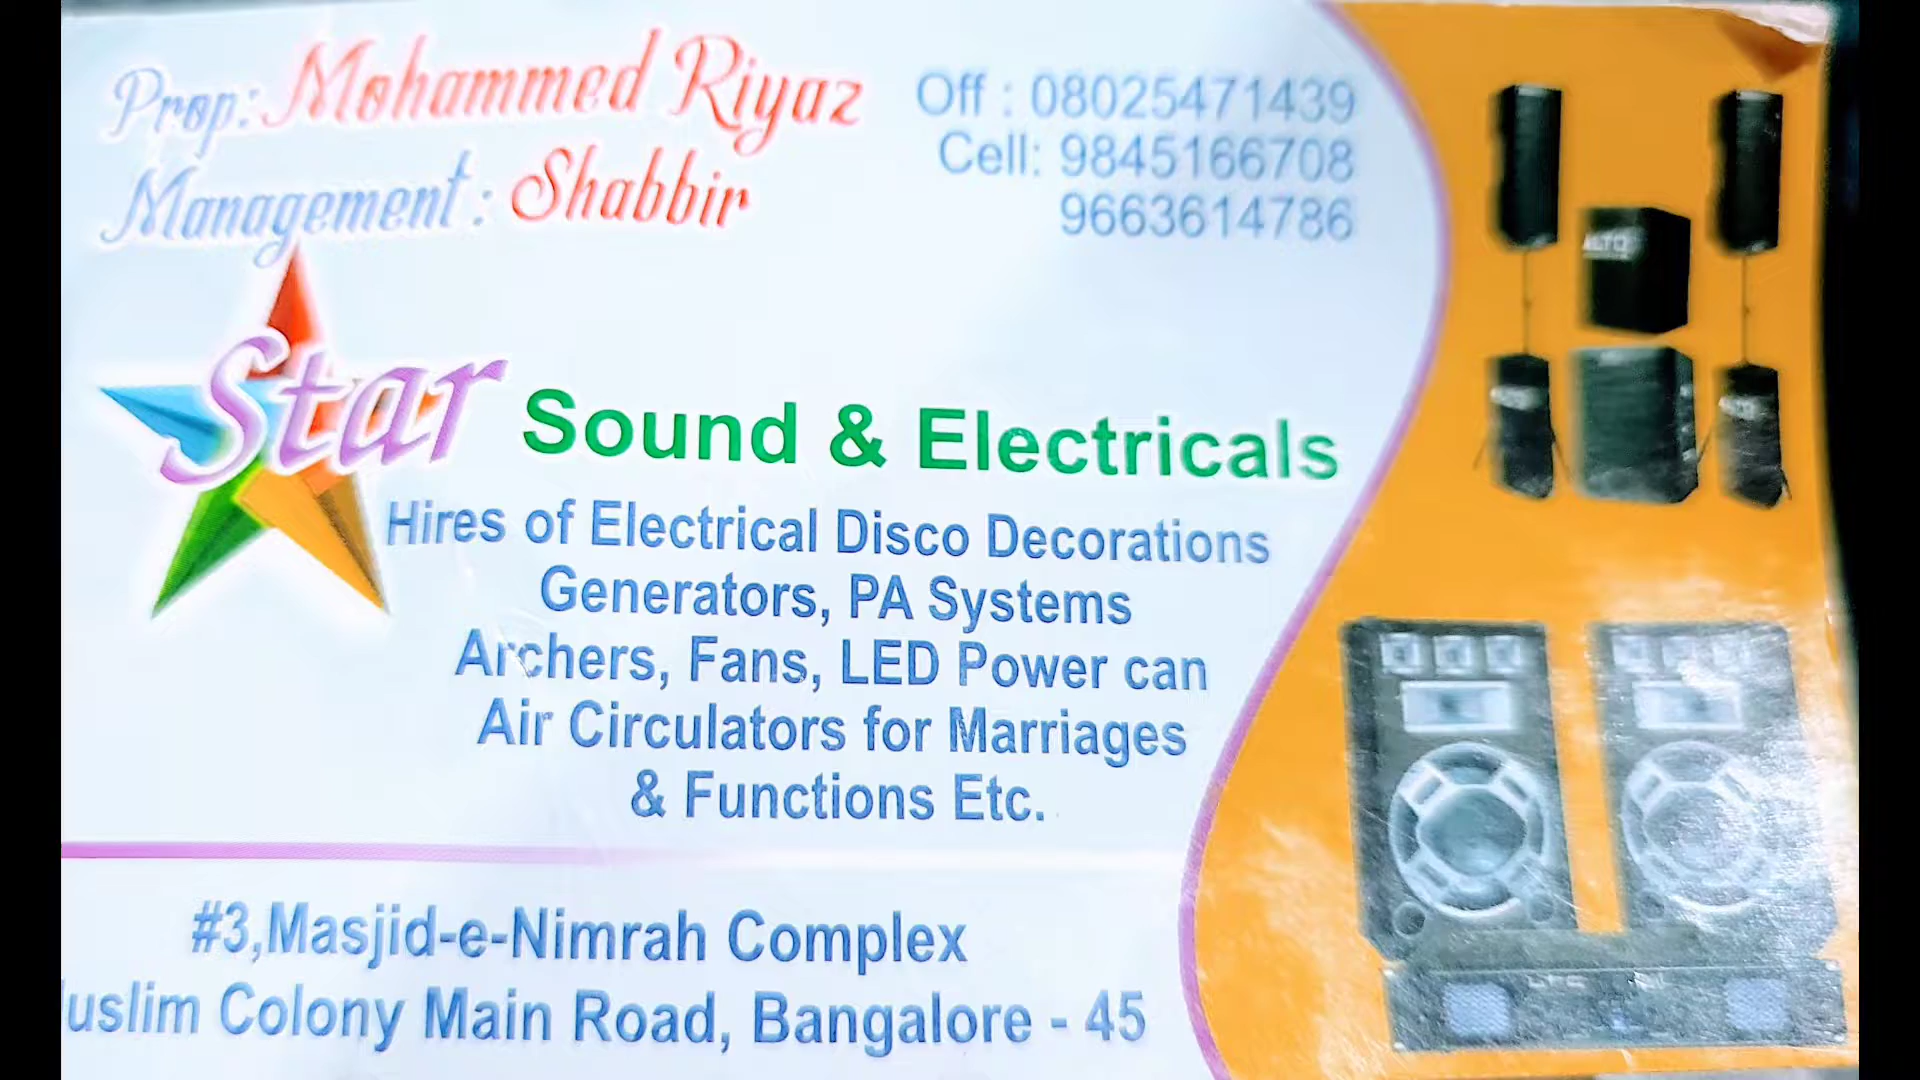 Prop: Mohammed Riyaz
Management: Shabbir
Off : 08025471439
Cell: 9845166708
9663614786
Star Sound & Electricals
Hires of Electrical Disco Decorations
Generators, PA Systems
Archers, Fans, LED Power can
Air Circulators for Marriages
& Functions Etc.
#3,Masjid-e-Nimrah Complex
uslim Colony Main Road, Bangalore - 45
ALTO